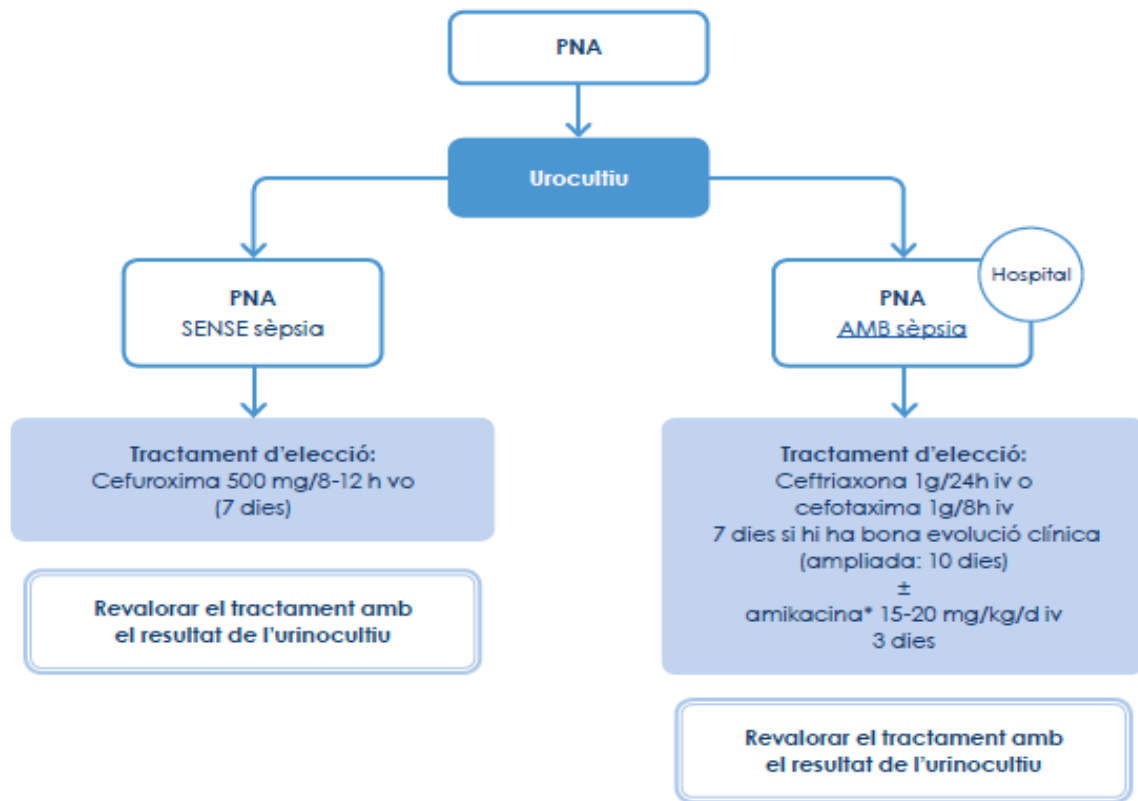 PNA
Urocultiu
PNA
SENSE sèpsia
Hospital
PNA
AMB sèpsia
Tractament d'elecció:
Cefuroxima 500 mg/8-12 h vo
(7 dies)
Revalorar el tractament amb
el resultat de l'urinocultiu
Tractament d'elecció:
Ceftriaxona 1g/24h iv o
cefotaxima 1g/8h iv
7 dies si hi ha bona evolució clínica
(ampliada: 10 dies)
±
amikacina* 15-20 mg/kg/d iv
3 dies
Revalorar el tractament amb
el resultat de l'urinocultiu